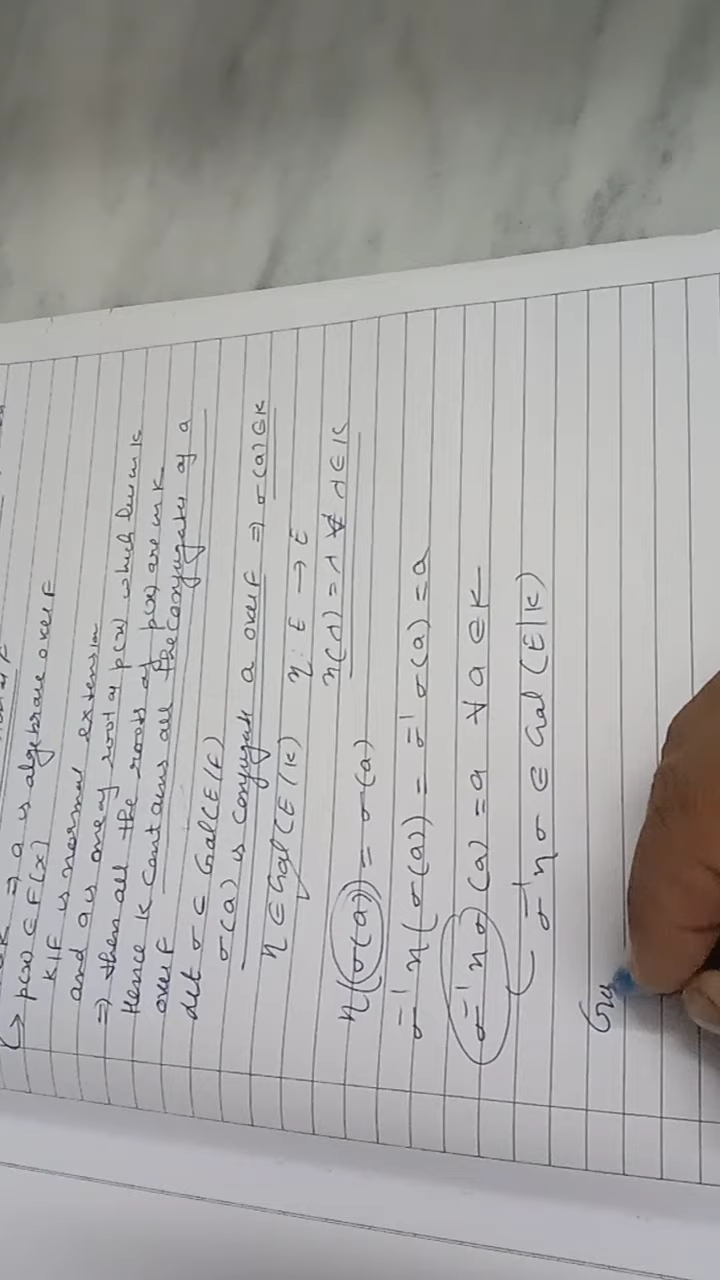 ⇒ a is algebraic over F
↳ p(x) ∈ F[x]
K|F is normal extension
and a is one of root of p(x) which lies in K
⇒ then all the roots of p(x) are in K
Hence K contains all the conjugates of a
over F
Let σ ∈ Gal(E|F)
σ(a) is conjugate a over F ⇒ σ(a) ∈ K
η ∈ Gal(E|K) η: E → E
η(λ) = λ ∀ λ ∈ K
η(σ(a)) = σ(a)
σ⁻¹η(σ(a)) = σ⁻¹σ(a) = a
σ⁻¹ησ(a) = a ∀ a ∈ K
σ⁻¹ησ ∈ Gal(E|K)